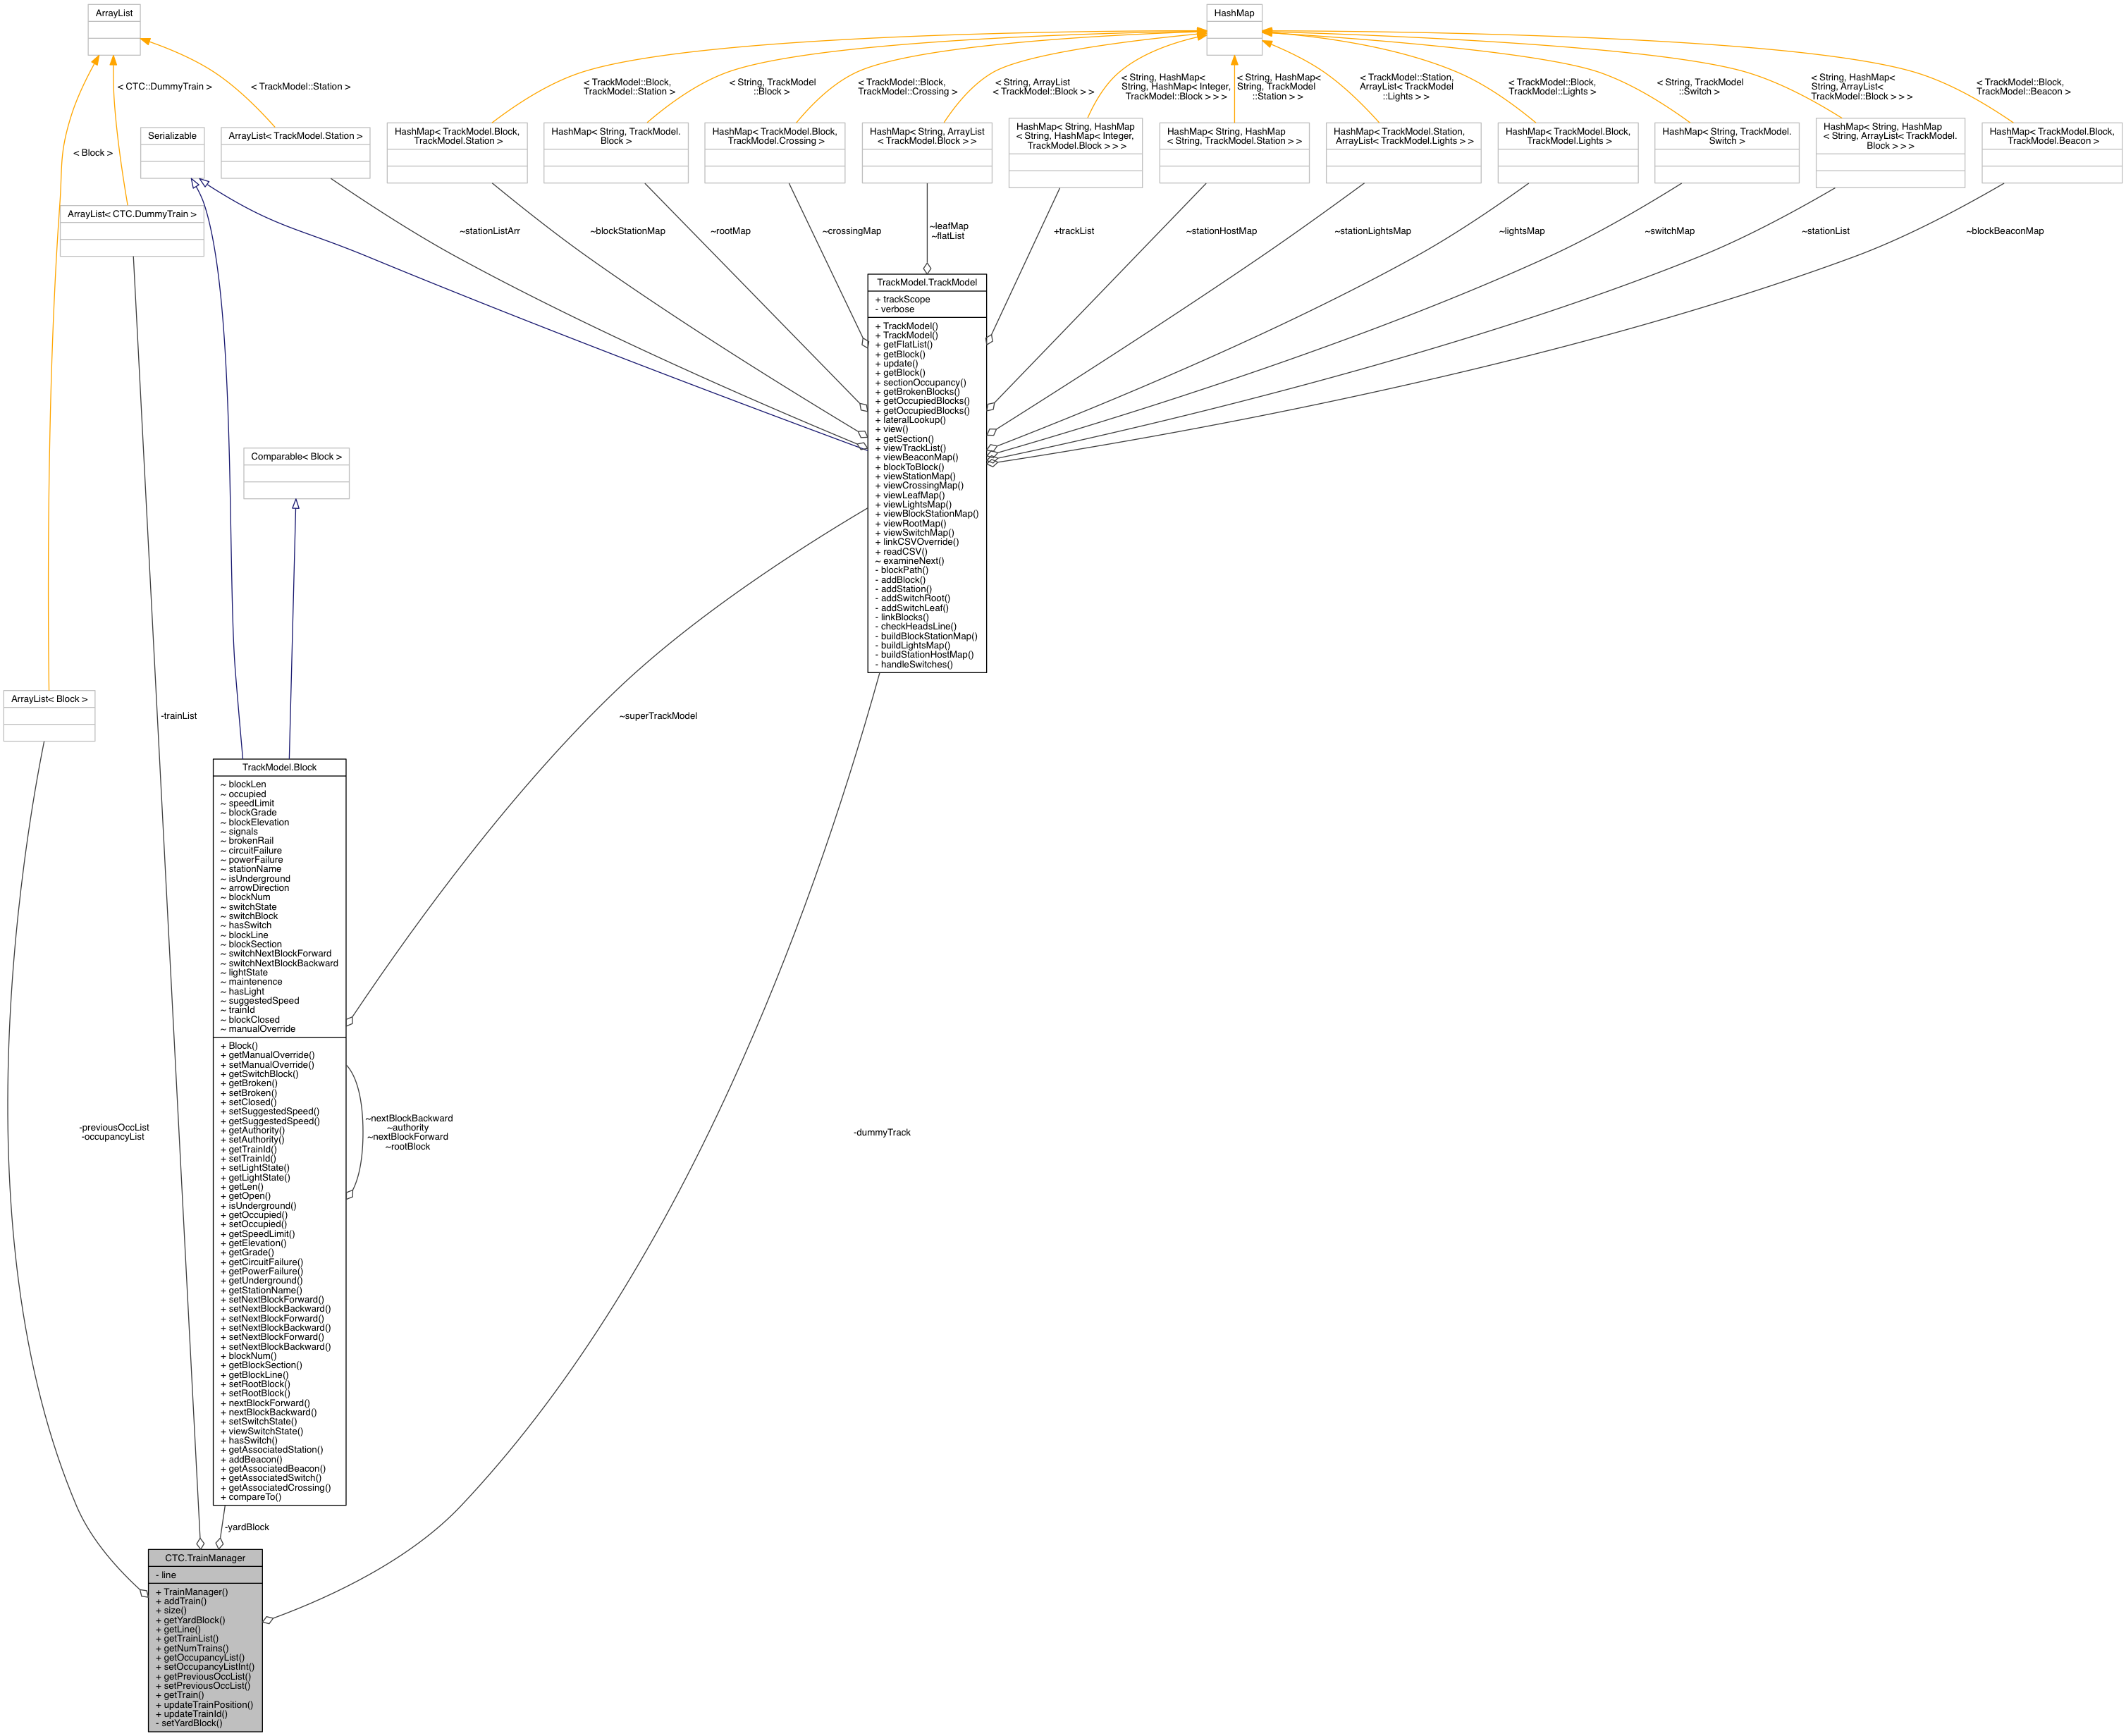 ArrayList
HashMap
< CTC::DummyTrain >
< TrackModel::Station >
< TrackModel::Block,
TrackModel::Station >
< String, TrackModel
::Block >
< TrackModel::Block,
TrackModel::Crossing >
< String, ArrayList
< TrackModel::Block > >
< String, HashMap<
String, HashMap< Integer,
TrackModel::Block > > >
< String, HashMap<
String, TrackModel
::Station > >
< TrackModel::Station,
ArrayList< TrackModel
::Lights > >
< TrackModel::Block,
TrackModel::Lights >
< String, TrackModel
::Switch >
< String, HashMap<
String, ArrayList<
TrackModel::Block > > >
< TrackModel::Block,
TrackModel::Beacon >
< Block >
Serializable
ArrayList< TrackModel.Station >
HashMap< TrackModel.Block,
TrackModel.Station >
HashMap< String, TrackModel.
Block >
HashMap< TrackModel.Block,
TrackModel.Crossing >
HashMap< String, ArrayList
< TrackModel.Block > >
HashMap< String, HashMap
< String, HashMap< Integer,
TrackModel.Block > > >
HashMap< String, HashMap
< String, TrackModel.Station > >
HashMap< TrackModel.Station,
ArrayList< TrackModel.Lights > >
HashMap< TrackModel.Block,
TrackModel.Lights >
HashMap< String, TrackModel.
Switch >
HashMap< String, HashMap
< String, ArrayList< TrackModel.
Block > > >
HashMap< TrackModel.Block,
TrackModel.Beacon >
ArrayList< CTC.DummyTrain >
~stationListArr
~blockStationMap
~rootMap
~crossingMap
~leafMap
~flatList
+trackList
~stationHostMap
~stationLightsMap
~lightsMap
~switchMap
~stationList
~blockBeaconMap
TrackModel.TrackModel
+ trackScope
- verbose
+ TrackModel()
+ TrackModel()
+ getFlatList()
+ getBlock()
+ update()
+ getBlock()
+ sectionOccupancy()
+ getBrokenBlocks()
+ getOccupiedBlocks()
+ getOccupiedBlocks()
+ lateralLookup()
+ view()
+ getSection()
+ viewTrackList()
+ viewBeaconMap()
+ blockToBlock()
+ viewStationMap()
+ viewCrossingMap()
+ viewLeafMap()
+ viewLightsMap()
+ viewBlockStationMap()
+ viewRootMap()
+ viewSwitchMap()
+ linkCSVOverride()
+ readCSV()
~ examineNext()
- blockPath()
- addBlock()
- addStation()
- addSwitchRoot()
- addSwitchLeaf()
- linkBlocks()
- checkHeadsLine()
- buildBlockStationMap()
- buildLightsMap()
- buildStationHostMap()
- handleSwitches()
Comparable< Block >
ArrayList< Block >
-trainList
~superTrackModel
TrackModel.Block
~ blockLen
~ occupied
~ speedLimit
~ blockGrade
~ blockElevation
~ signals
~ brokenRail
~ circuitFailure
~ powerFailure
~ stationName
~ isUnderground
~ arrowDirection
~ blockNum
~ switchState
~ switchBlock
~ hasSwitch
~ blockLine
~ blockSection
~ switchNextBlockForward
~ switchNextBlockBackward
~ lightState
~ maintenence
~ hasLight
~ suggestedSpeed
~ trainId
~ blockClosed
~ manualOverride
+ Block()
+ getManualOverride()
+ setManualOverride()
+ getSwitchBlock()
+ getBroken()
+ setBroken()
+ setClosed()
+ setSuggestedSpeed()
+ getSuggestedSpeed()
+ getAuthority()
+ setAuthority()
+ getTrainId()
+ setTrainId()
+ setLightState()
+ getLightState()
+ getLen()
+ getOpen()
+ isUnderground()
+ getOccupied()
+ setOccupied()
+ getSpeedLimit()
+ getElevation()
+ getGrade()
+ getCircuitFailure()
+ getPowerFailure()
+ getUnderground()
+ getStationName()
+ setNextBlockForward()
+ setNextBlockBackward()
+ setNextBlockForward()
+ setNextBlockBackward()
+ setNextBlockForward()
+ setNextBlockBackward()
+ blockNum()
+ getBlockSection()
+ getBlockLine()
+ setRootBlock()
+ setRootBlock()
+ nextBlockForward()
+ nextBlockBackward()
+ setSwitchState()
+ viewSwitchState()
+ hasSwitch()
+ getAssociatedStation()
+ addBeacon()
+ getAssociatedBeacon()
+ getAssociatedSwitch()
+ getAssociatedCrossing()
+ compareTo()
~nextBlockBackward
~authority
~nextBlockForward
~rootBlock
-previousOccList
-occupancyList
-dummyTrack
-yardBlock
CTC.TrainManager
- line
+ TrainManager()
+ addTrain()
+ size()
+ getYardBlock()
+ getLine()
+ getTrainList()
+ getNumTrains()
+ getOccupancyList()
+ setOccupancyListInt()
+ getPreviousOccList()
+ setPreviousOccList()
+ getTrain()
+ updateTrainPosition()
+ updateTrainId()
- setYardBlock()